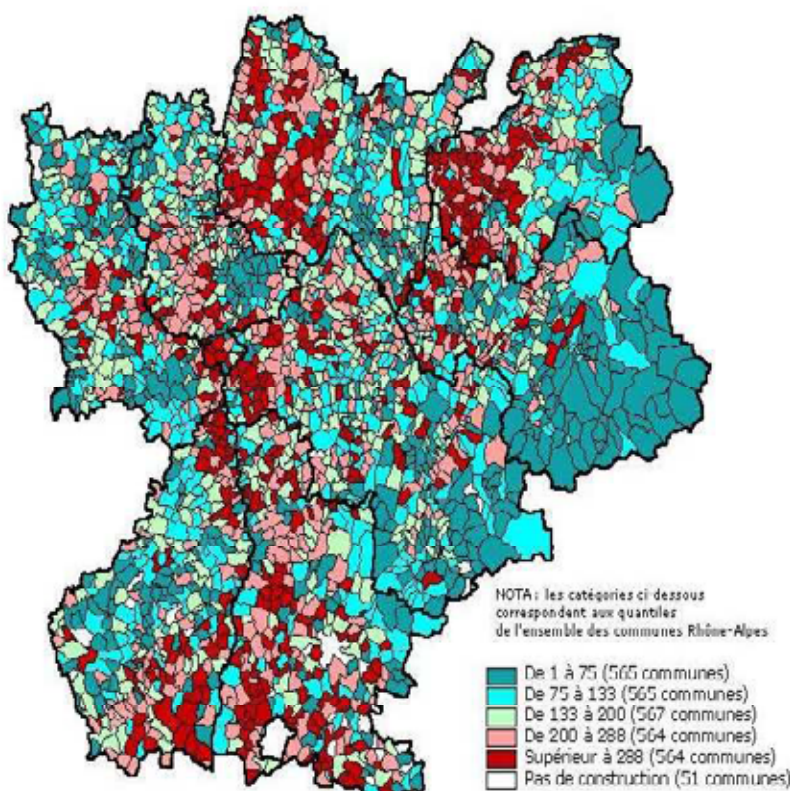 NOTA : les catégories ci dessous
correspondent aux quantiles
de l'ensemble des communes Rhône-Alpes
De 1 à 75 (565 communes)
De 75 à 133 (565 communes)
De 133 à 200 (567 communes)
De 200 à 288 (564 communes)
Supérieur à 288 (564 communes)
Pas de construction (51 communes)